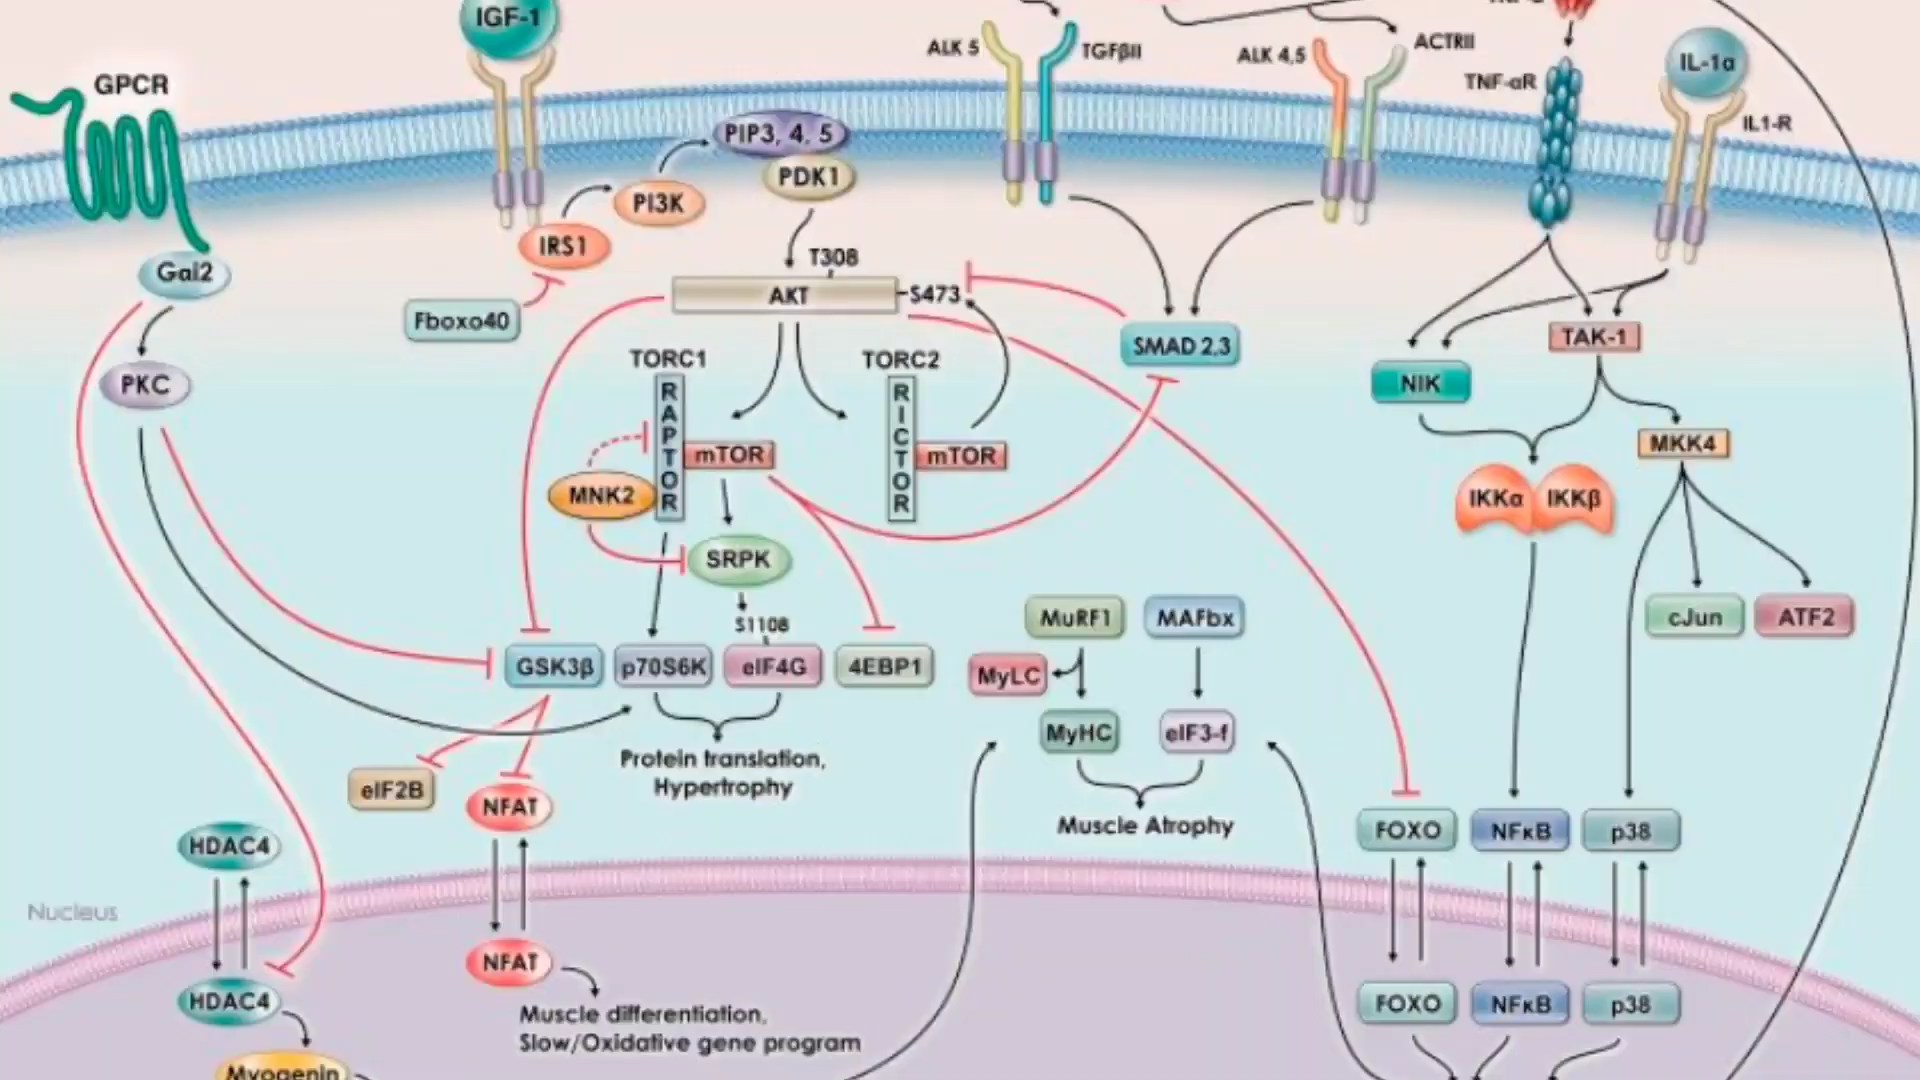 IGF-1
GPCR
ALK 5
TGFβII
ALK 4,5
ACTRII
TNF-αR
IL-1α
IL1-R
PIP3, 4, 5
PDK1
PI3K
IRS1
Gαi2
Fboxo40
T308
AKT
S473
SMAD 2,3
TAK-1
NIK
PKC
TORC1
TORC2
RAPTOR
mTOR
RICTOR
mTOR
MKK4
MNK2
IKKα
IKKβ
SRPK
S1108
MuRF1
MAFbx
cJun
ATF2
GSK3β
p70S6K
eIF4G
4EBP1
MyLC
MyHC
eIF3-f
Protein translation,
Hypertrophy
eIF2B
NFAT
Muscle Atrophy
FOXO
NFκB
p38
HDAC4
Nucleus
NFAT
HDAC4
Muscle differentiation,
Slow/Oxidative gene program
FOXO
NFκB
p38
Myogenin